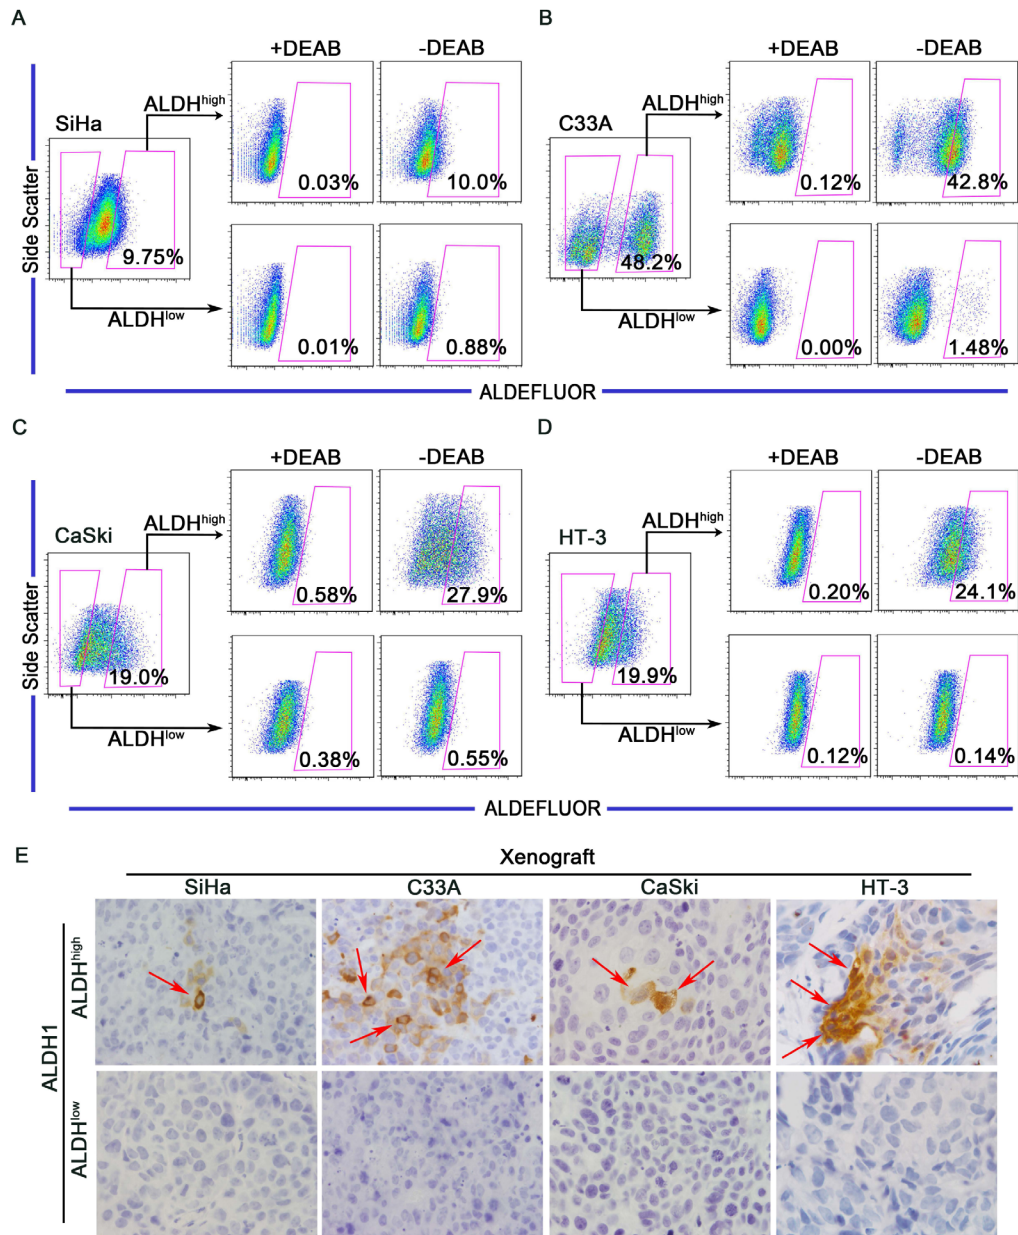 A
B
+DEAB -DEAB
+DEAB -DEAB
ALDHhigh
ALDHhigh
SiHa
C33A
0.03% 10.0%
0.12% 42.8%
9.75%
48.2%
Side Scatter
ALDHlow
ALDHlow
0.01% 0.88%
0.00% 1.48%
ALDEFLUOR
C
D
+DEAB -DEAB
+DEAB -DEAB
ALDHhigh
ALDHhigh
CaSki
HT-3
0.58% 27.9%
0.20% 24.1%
19.0%
19.9%
Side Scatter
ALDHlow
ALDHlow
0.38% 0.55%
0.12% 0.14%
ALDEFLUOR
E
Xenograft
SiHa C33A CaSki HT-3
ALDH1
ALDHhigh
ALDHlow